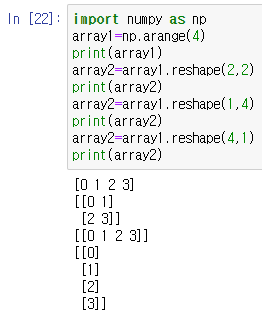 In [22]:
import numpy as np
array1=np.arange(4)
print(array1)
array2=array1.reshape(2,2)
print(array2)
array2=array1.reshape(1,4)
print(array2)
array2=array1.reshape(4,1)
print(array2)
[0 1 2 3]
[[0 1]
 [2 3]]
[[0 1 2 3]]
[[0]
 [1]
 [2]
 [3]]